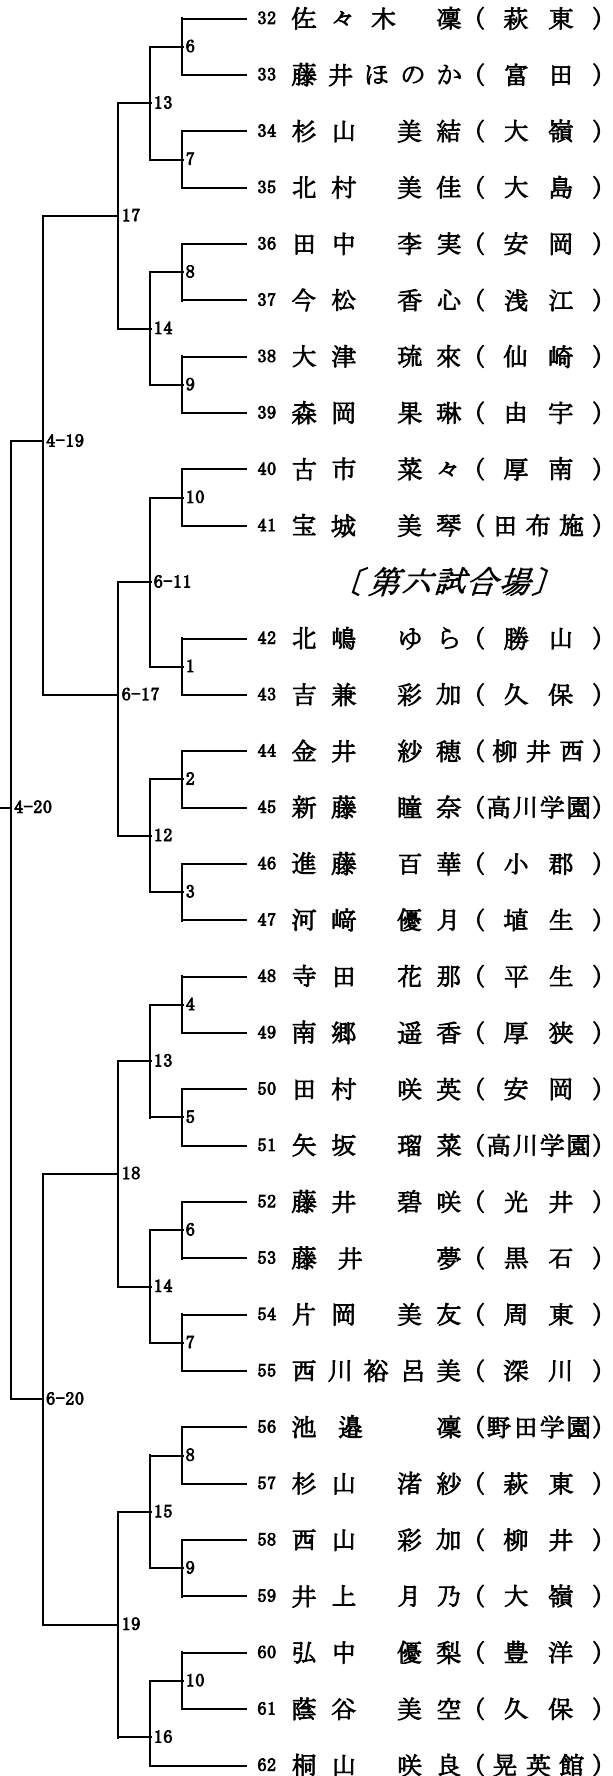 32 佐々木 凜 ( 萩東 )
6
33 藤井ほのか ( 富田 )
13
34 杉山 美結 ( 大嶺 )
7
35 北村 美佳 ( 大島 )
17
36 田中 李実 ( 安岡 )
8
37 今松 香心 ( 浅江 )
14
38 大津 琉來 ( 仙崎 )
9
39 森岡 果琳 ( 由宇 )
4-19
40 古市 菜々 ( 厚南 )
10
41 宝城 美琴 ( 田布施 )
6-11
〔第六試合場〕
42 北嶋 ゆら ( 勝山 )
1
43 吉兼 彩加 ( 久保 )
6-17
44 金井 紗穂 ( 柳井西 )
2
45 新藤 瞳奈 (高川学園)
4-20
12
46 進藤 百華 ( 小郡 )
3
47 河﨑 優月 ( 埴生 )
48 寺田 花那 ( 平生 )
4
49 南郷 遥香 ( 厚狭 )
13
50 田村 咲英 ( 安岡 )
5
51 矢坂 瑠菜 (高川学園)
18
52 藤井 碧咲 ( 光井 )
6
53 藤井 夢 ( 黒石 )
14
54 片岡 美友 ( 周東 )
7
55 西川裕呂美 ( 深川 )
6-20
56 池邉 凜 (野田学園)
8
57 杉山 渚紗 ( 萩東 )
15
58 西山 彩加 ( 柳井 )
9
59 井上 月乃 ( 大嶺 )
19
60 弘中 優梨 ( 豊洋 )
10
61 蔭谷 美空 ( 久保 )
16
62 桐山 咲良 ( 晃英館 )